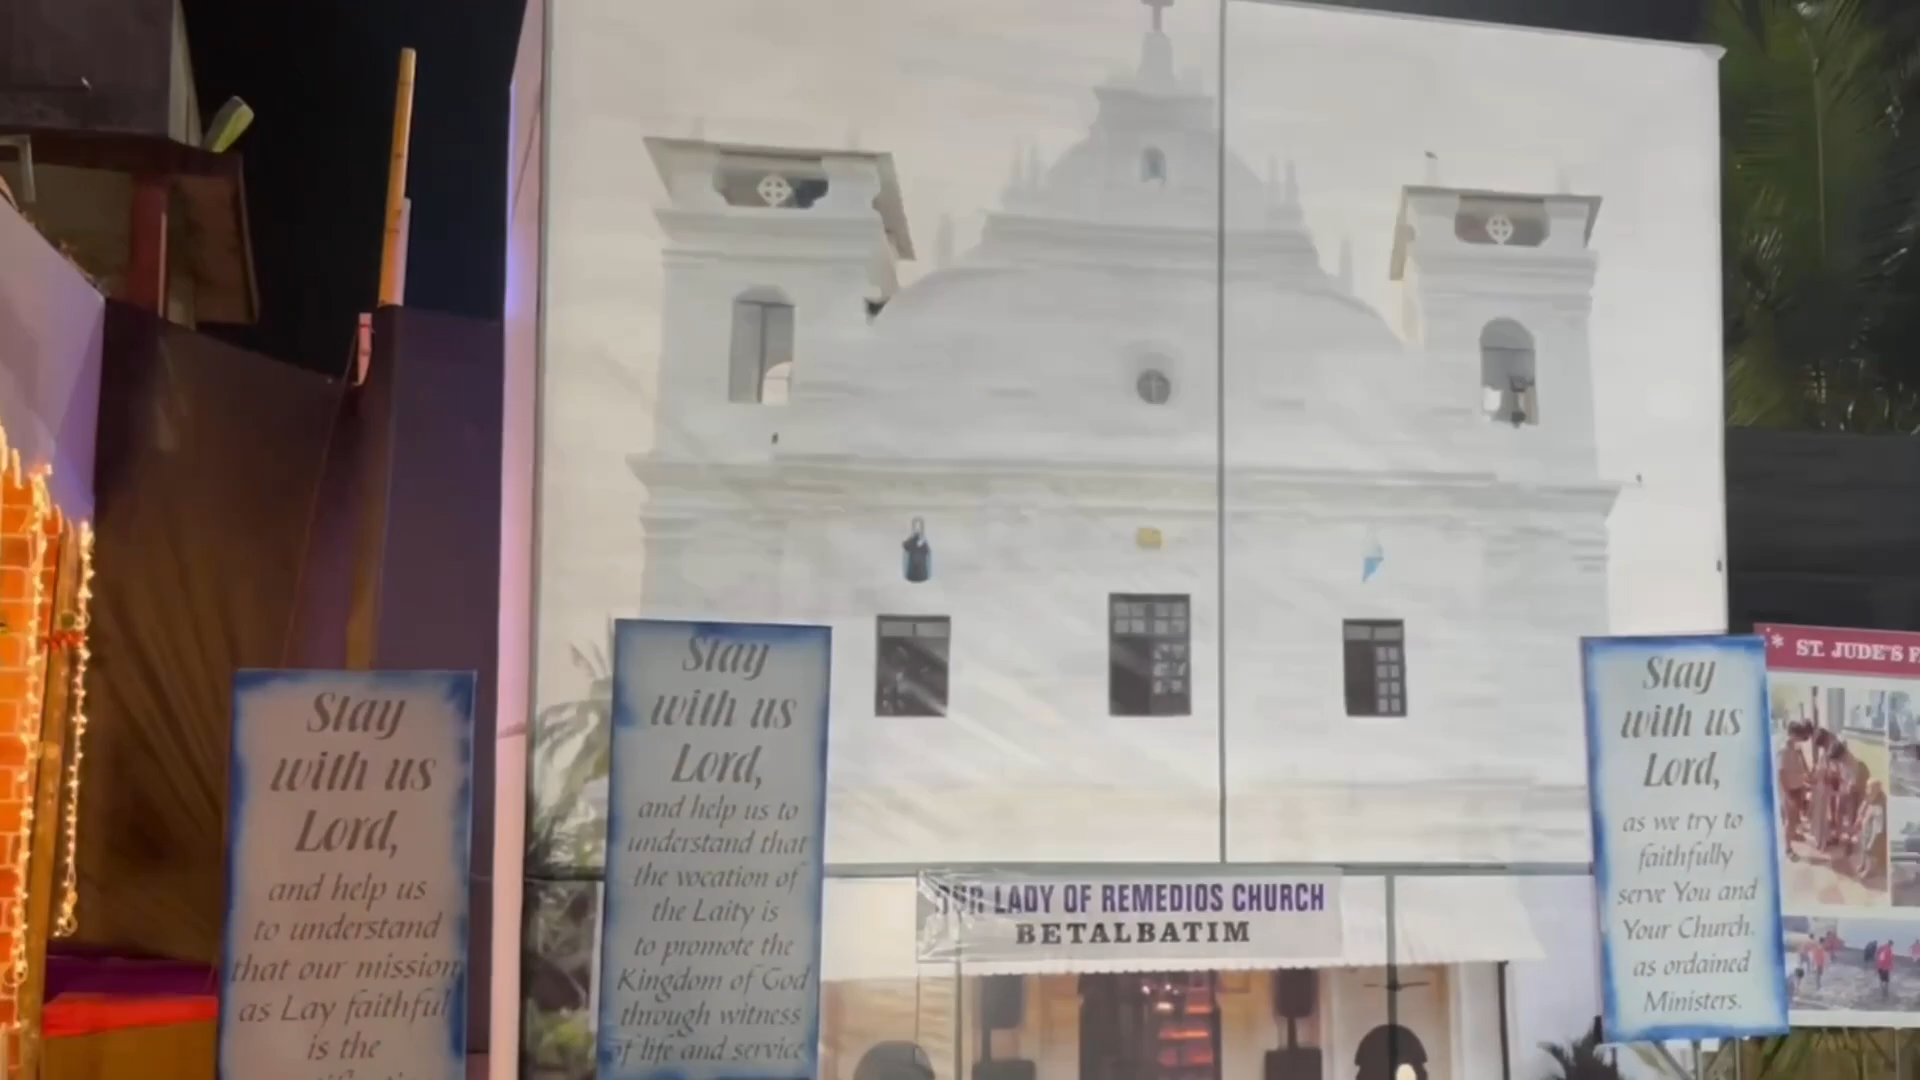 Stay
with us
Lord,
and help us
to understand
that our mission
as Lay faithful
is the
Stay
with us
Lord,
and help us to
understand that
the vocation of
the Laity is
to promote the
Kingdom of God
through witness
of life and service
OUR LADY OF REMEDIOS CHURCH
BETALBATIM
Stay
with us
Lord,
as we try to
faithfully
serve You and
Your Church.
as ordained
Ministers.
ST. JUDE'S